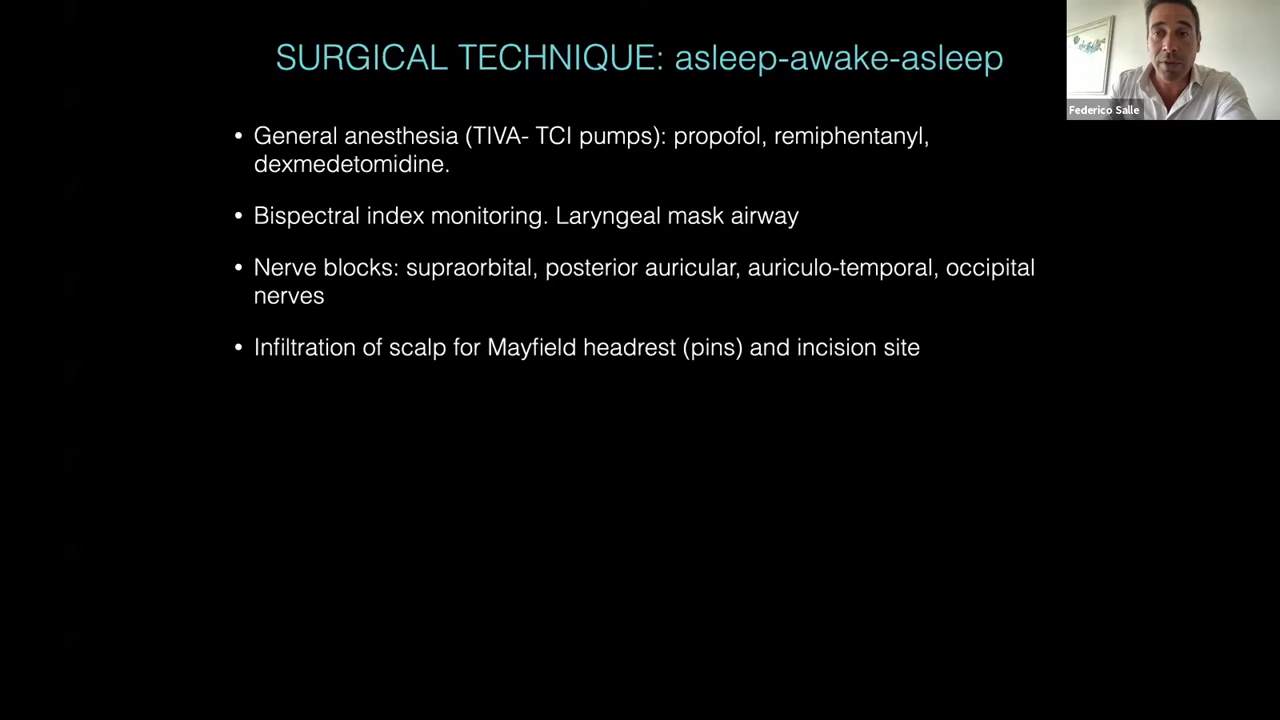 SURGICAL TECHNIQUE: asleep-awake-asleep
Federico Salle
• General anesthesia (TIVA- TCI pumps): propofol, remiphentanyl,
dexmedetomidine.
• Bispectral index monitoring. Laryngeal mask airway
• Nerve blocks: supraorbital, posterior auricular, auriculo-temporal, occipital
nerves
• Infiltration of scalp for Mayfield headrest (pins) and incision site